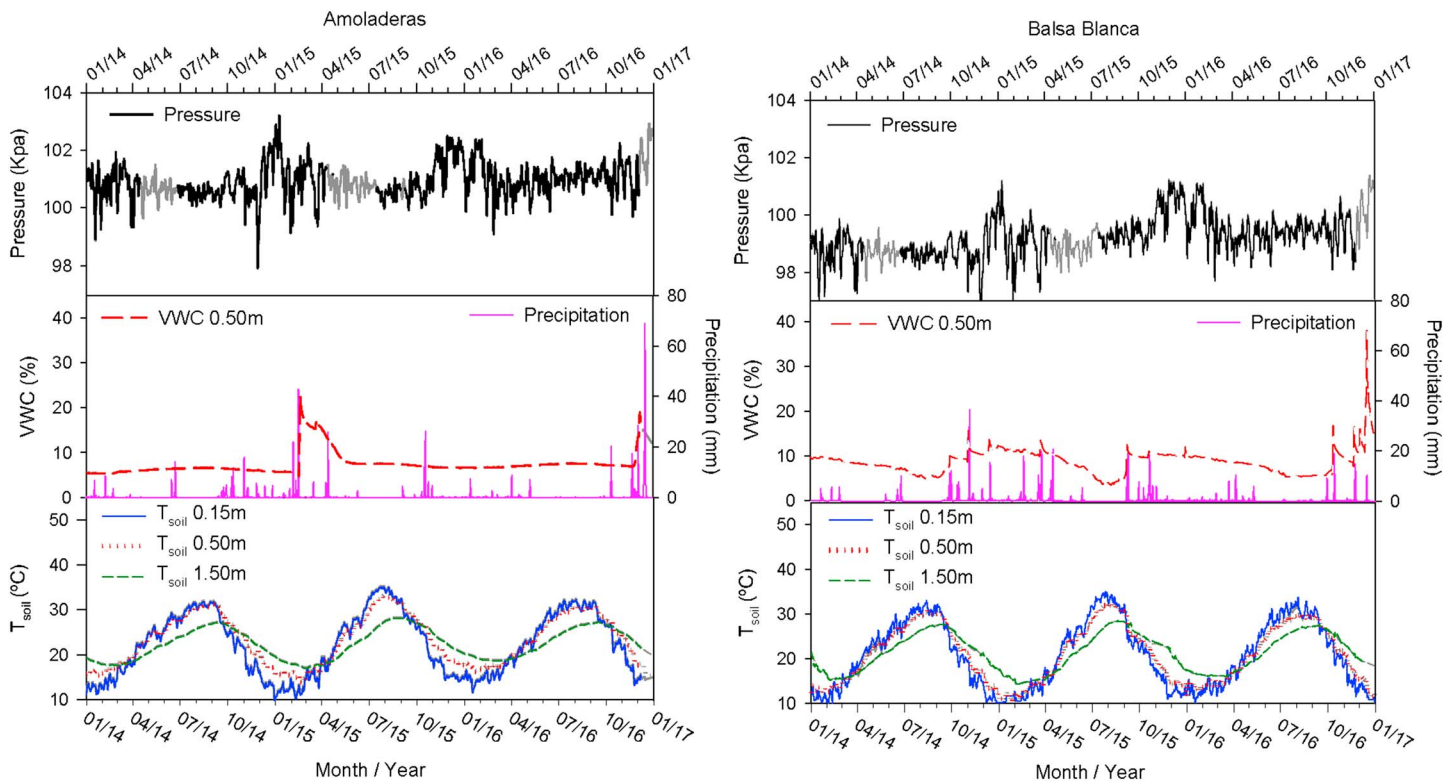 Amoladeras
01/14 04/14 07/14 10/14 01/15 04/15 07/15 10/15 01/16 04/16 07/16 10/16 01/17
104
102
100
98
Pressure (Kpa)
Pressure
40
30
20
10
0
VWC (%)
VWC 0.50m
Precipitation
80
60
40
20
0
Precipitation (mm)
50
40
30
20
10
Tsoil (ºC)
Tsoil 0.15m
Tsoil 0.50m
Tsoil 1.50m
01/14 04/14 07/14 10/14 01/15 04/15 07/15 10/15 01/16 04/16 07/16 10/16 01/17
Month / Year
Balsa Blanca
01/14 04/14 07/14 10/14 01/15 04/15 07/15 10/15 01/16 04/16 07/16 10/16 01/17
104
102
100
98
Pressure (Kpa)
Pressure
40
30
20
10
0
VWC (%)
VWC 0.50m
Precipitation
80
60
40
20
0
Precipitation (mm)
50
40
30
20
10
Tsoil (ºC)
Tsoil 0.15m
Tsoil 0.50m
Tsoil 1.50m
01/14 04/14 07/14 10/14 01/15 04/15 07/15 10/15 01/16 04/16 07/16 10/16 01/17
Month / Year